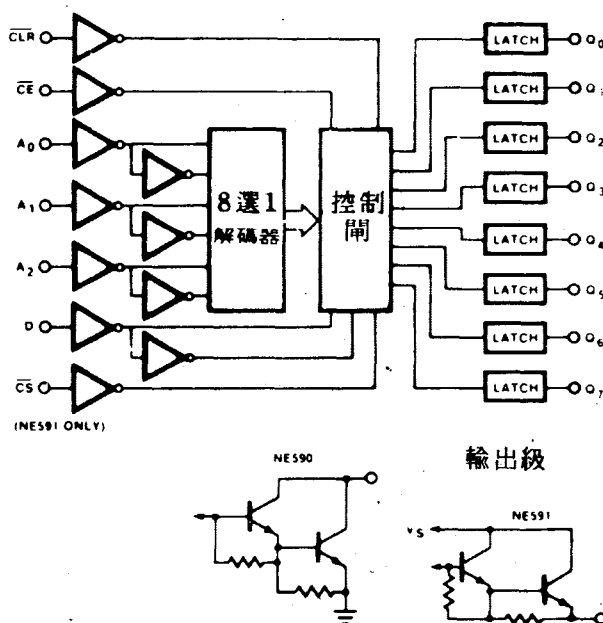 CLR
LATCH Q0
CE
LATCH Q1
A0
LATCH Q2
A1
8選1
解碼器
控制
閘
LATCH Q3
LATCH Q4
A2
LATCH Q5
D
LATCH Q6
CS
LATCH Q7
(NE591 ONLY)
輸出級
NE590
NE591
VS